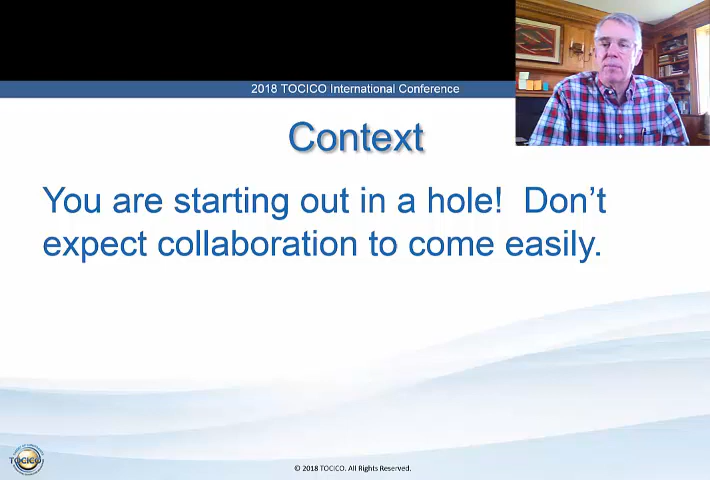 2018 TOCICO International Conference
Context
You are starting out in a hole!  Don't
expect collaboration to come easily.
TOCICO
© 2018 TOCICO. All Rights Reserved.